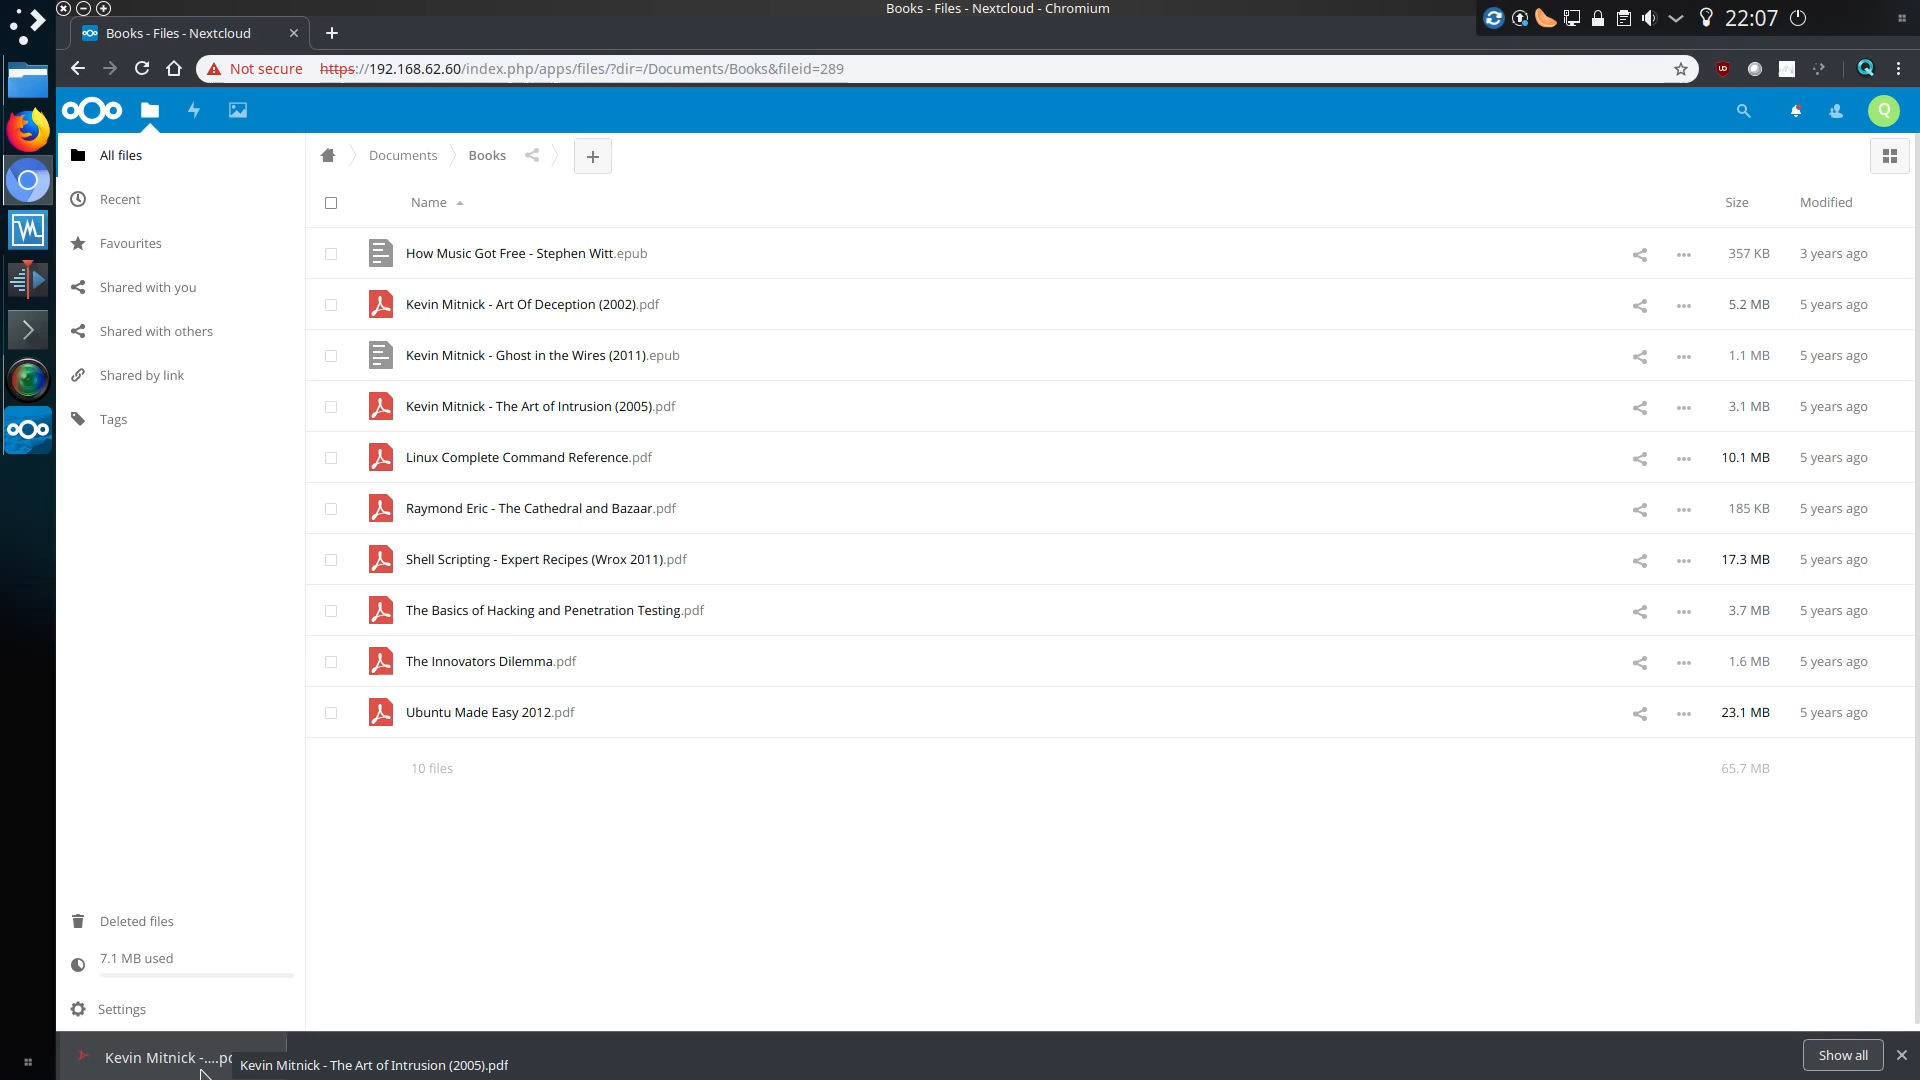 Books - Files - Nextcloud - Chromium
22:07
Books - Files - Nextcloud
Not secure
https://192.168.62.60/index.php/apps/files/?dir=/Documents/Books&fileid=289
Q
Q
All files
Recent
Favourites
Shared with you
Shared with others
Shared by link
Tags
Documents
Books
Name
Size
Modified
How Music Got Free - Stephen Witt.epub 357 KB 3 years ago
Kevin Mitnick - Art Of Deception (2002).pdf 5.2 MB 5 years ago
Kevin Mitnick - Ghost in the Wires (2011).epub 1.1 MB 5 years ago
Kevin Mitnick - The Art of Intrusion (2005).pdf 3.1 MB 5 years ago
Linux Complete Command Reference.pdf 10.1 MB 5 years ago
Raymond Eric - The Cathedral and Bazaar.pdf 185 KB 5 years ago
Shell Scripting - Expert Recipes (Wrox 2011).pdf 17.3 MB 5 years ago
The Basics of Hacking and Penetration Testing.pdf 3.7 MB 5 years ago
The Innovators Dilemma.pdf 1.6 MB 5 years ago
Ubuntu Made Easy 2012.pdf 23.1 MB 5 years ago
10 files 65.7 MB
Deleted files
7.1 MB used
Settings
Kevin Mitnick -....pd
Kevin Mitnick - The Art of Intrusion (2005).pdf
Show all